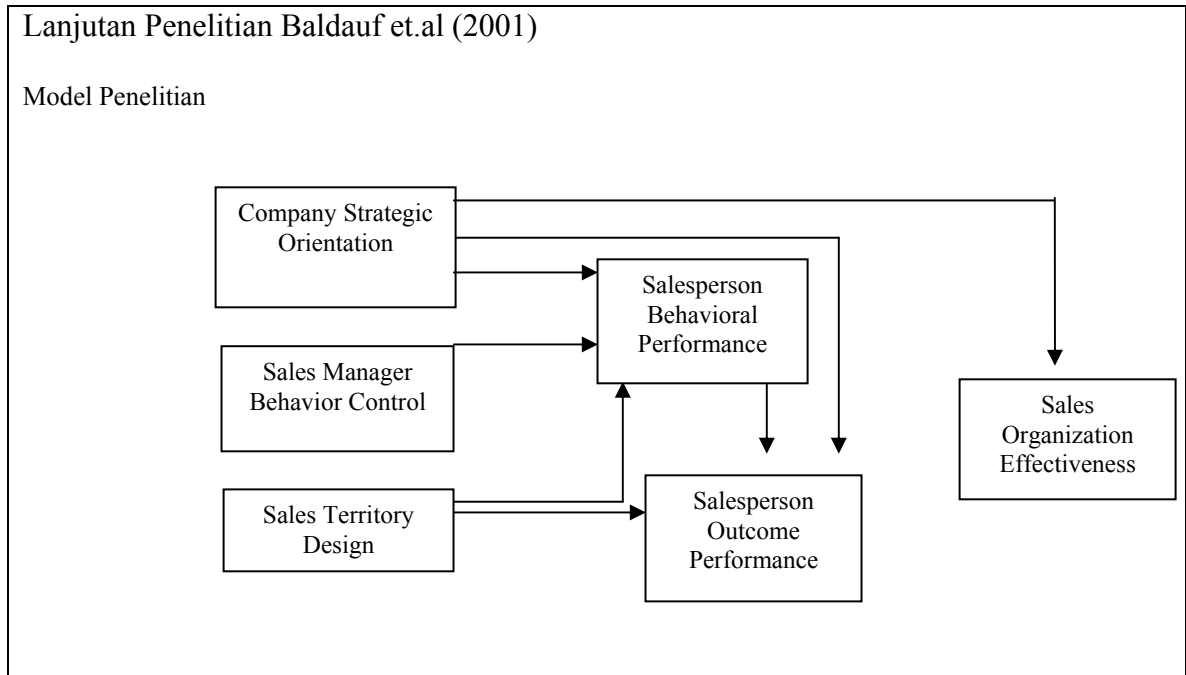 Lanjutan Penelitian Baldauf et.al (2001)
Model Penelitian
Company Strategic
Orientation
Salesperson
Behavioral
Performance
Sales Manager
Behavior Control
Sales
Organization
Effectiveness
Sales Territory
Design
Salesperson
Outcome
Performance